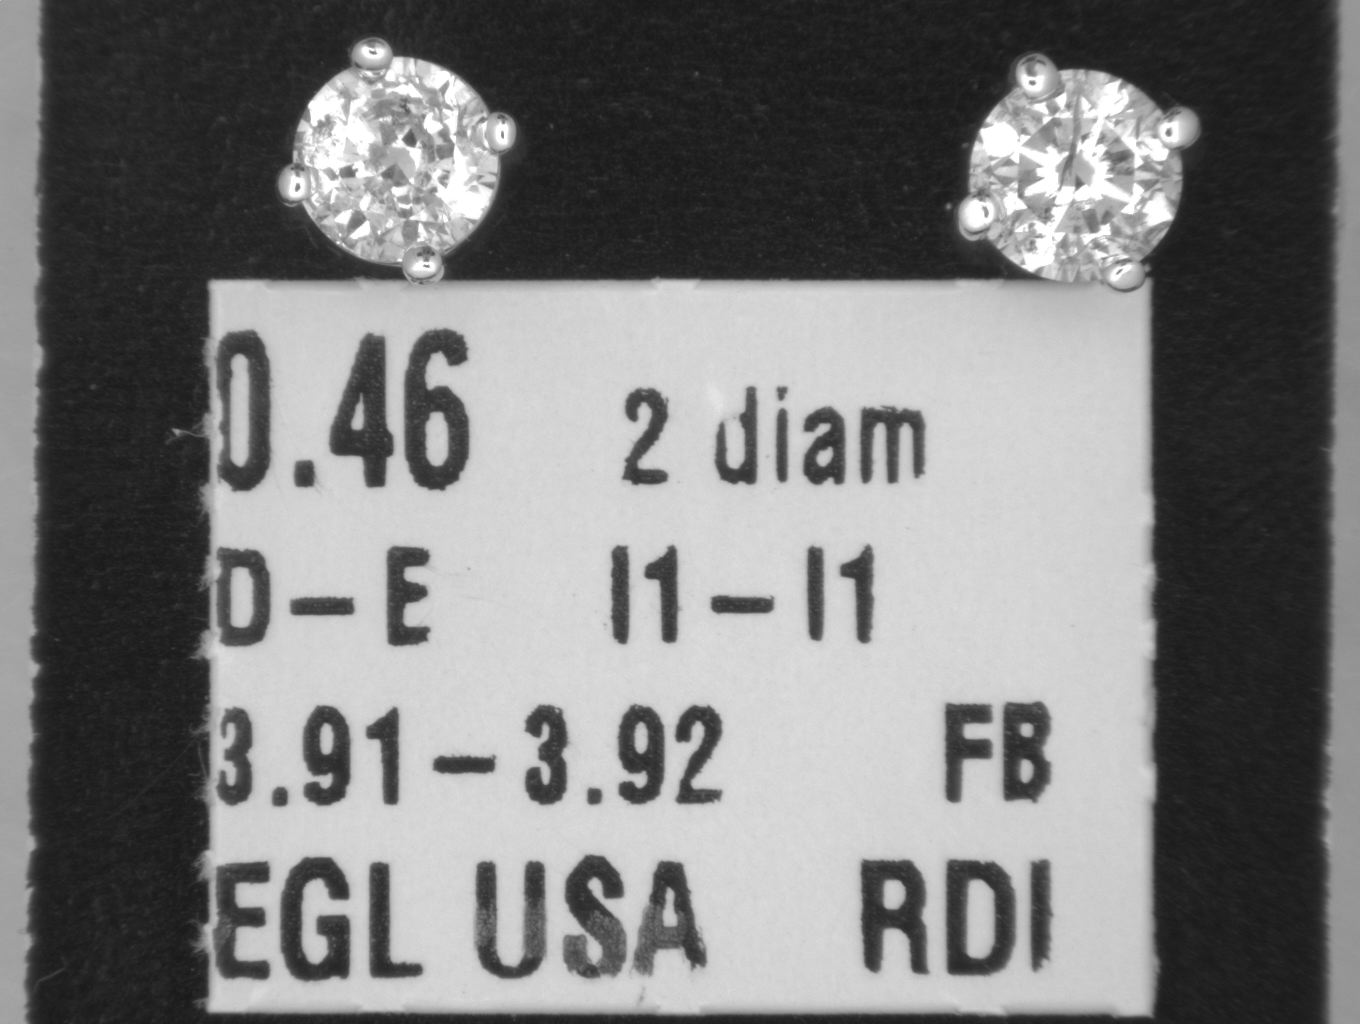 0.46 2 diam
D-E I1-I1
3.91-3.92 FB
EGL USA RDI